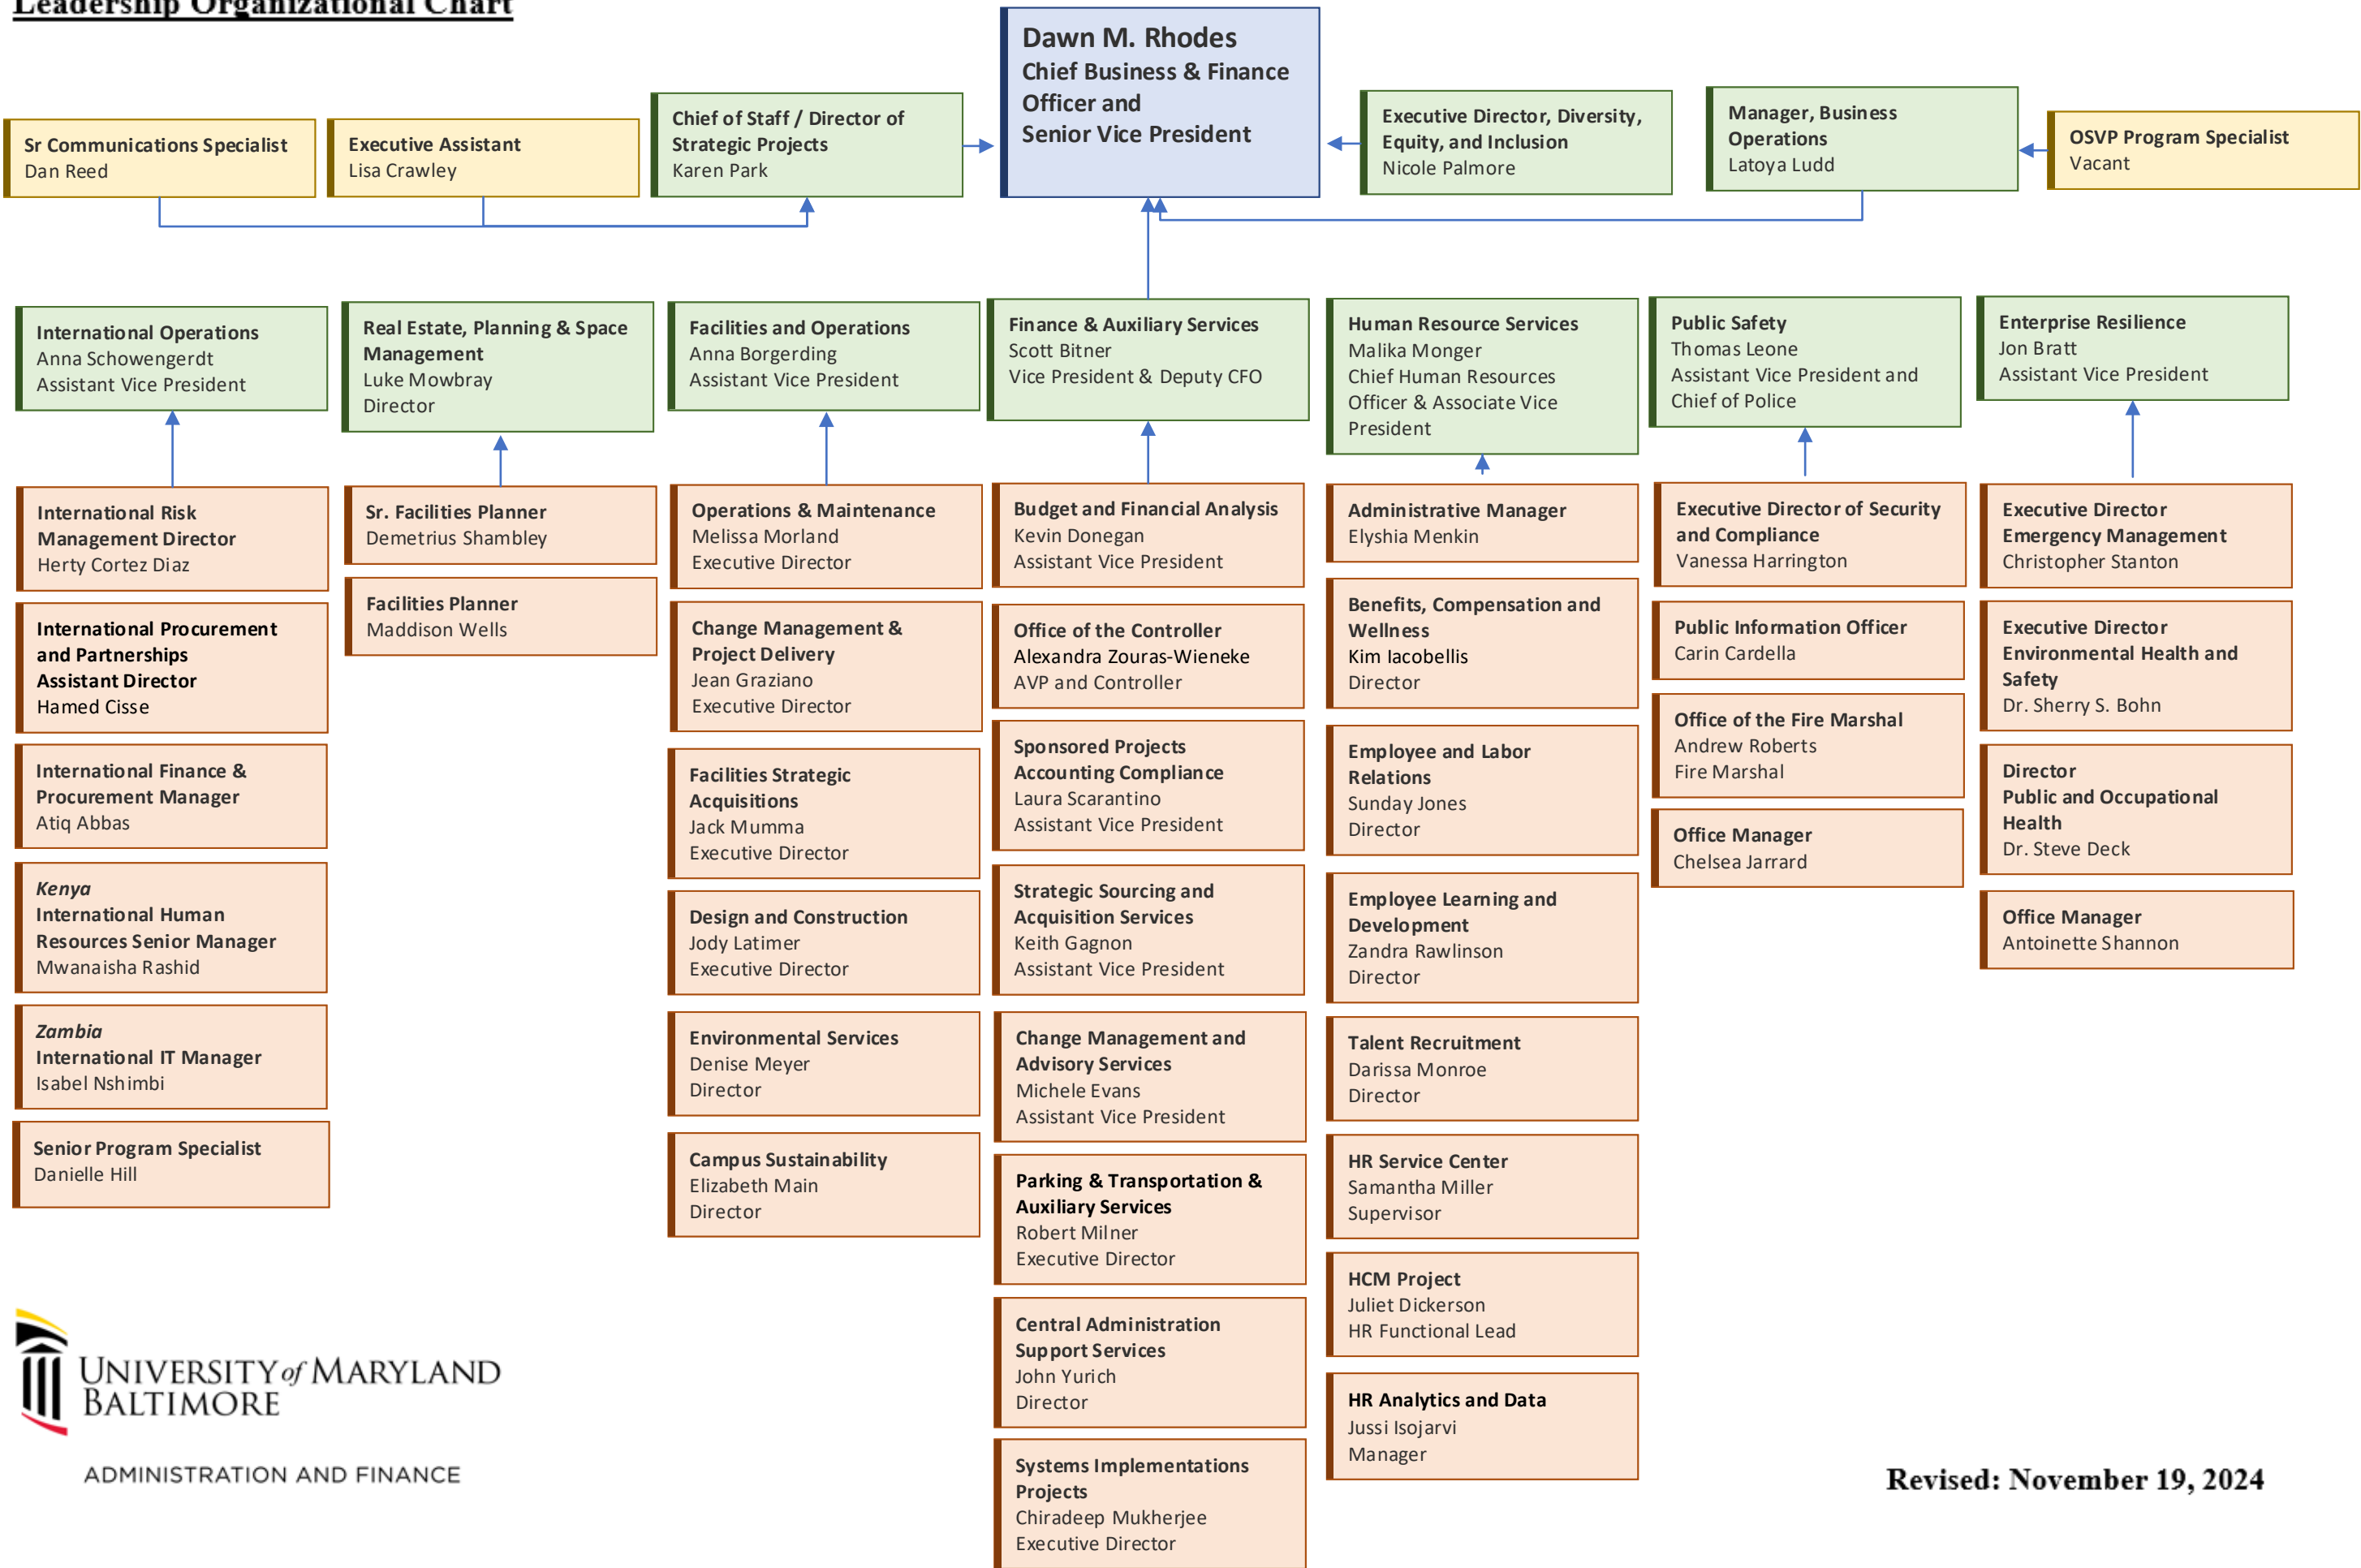 Leadership Organizational Chart
Dawn M. Rhodes
Chief Business & Finance
Officer and
Senior Vice President
Sr Communications Specialist
Dan Reed
Executive Assistant
Lisa Crawley
Chief of Staff / Director of
Strategic Projects
Karen Park
Executive Director, Diversity,
Equity, and Inclusion
Nicole Palmore
Manager, Business
Operations
Latoya Ludd
OSVP Program Specialist
Vacant
International Operations
Anna Schowengerdt
Assistant Vice President
Real Estate, Planning & Space
Management
Luke Mowbray
Director
Facilities and Operations
Anna Borgerding
Assistant Vice President
Finance & Auxiliary Services
Scott Bitner
Vice President & Deputy CFO
Human Resource Services
Malika Monger
Chief Human Resources
Officer & Associate Vice
President
Public Safety
Thomas Leone
Assistant Vice President and
Chief of Police
Enterprise Resilience
Jon Bratt
Assistant Vice President
International Risk
Management Director
Herty Cortez Diaz
International Procurement
and Partnerships
Assistant Director
Hamed Cisse
International Finance &
Procurement Manager
Atiq Abbas
Kenya
International Human
Resources Senior Manager
Mwanaisha Rashid
Zambia
International IT Manager
Isabel Nshimbi
Senior Program Specialist
Danielle Hill
Sr. Facilities Planner
Demetrius Shambley
Facilities Planner
Maddison Wells
Operations & Maintenance
Melissa Morland
Executive Director
Change Management &
Project Delivery
Jean Graziano
Executive Director
Facilities Strategic
Acquisitions
Jack Mumma
Executive Director
Design and Construction
Jody Latimer
Executive Director
Environmental Services
Denise Meyer
Director
Campus Sustainability
Elizabeth Main
Director
Budget and Financial Analysis
Kevin Donegan
Assistant Vice President
Office of the Controller
Alexandra Zouras-Wieneke
AVP and Controller
Sponsored Projects
Accounting Compliance
Laura Scarantino
Assistant Vice President
Strategic Sourcing and
Acquisition Services
Keith Gagnon
Assistant Vice President
Change Management and
Advisory Services
Michele Evans
Assistant Vice President
Parking & Transportation &
Auxiliary Services
Robert Milner
Executive Director
Central Administration
Support Services
John Yurich
Director
Systems Implementations
Projects
Chiradeep Mukherjee
Executive Director
Administrative Manager
Elyshia Menkin
Benefits, Compensation and
Wellness
Kim Iacobellis
Director
Employee and Labor
Relations
Sunday Jones
Director
Employee Learning and
Development
Zandra Rawlinson
Director
Talent Recruitment
Darissa Monroe
Director
HR Service Center
Samantha Miller
Supervisor
HCM Project
Juliet Dickerson
HR Functional Lead
HR Analytics and Data
Jussi Isojarvi
Manager
Executive Director of Security
and Compliance
Vanessa Harrington
Public Information Officer
Carin Cardella
Office of the Fire Marshal
Andrew Roberts
Fire Marshal
Office Manager
Chelsea Jarrard
Executive Director
Emergency Management
Christopher Stanton
Executive Director
Environmental Health and
Safety
Dr. Sherry S. Bohn
Director
Public and Occupational
Health
Dr. Steve Deck
Office Manager
Antoinette Shannon
UNIVERSITY of MARYLAND
BALTIMORE
ADMINISTRATION AND FINANCE
Revised: November 19, 2024